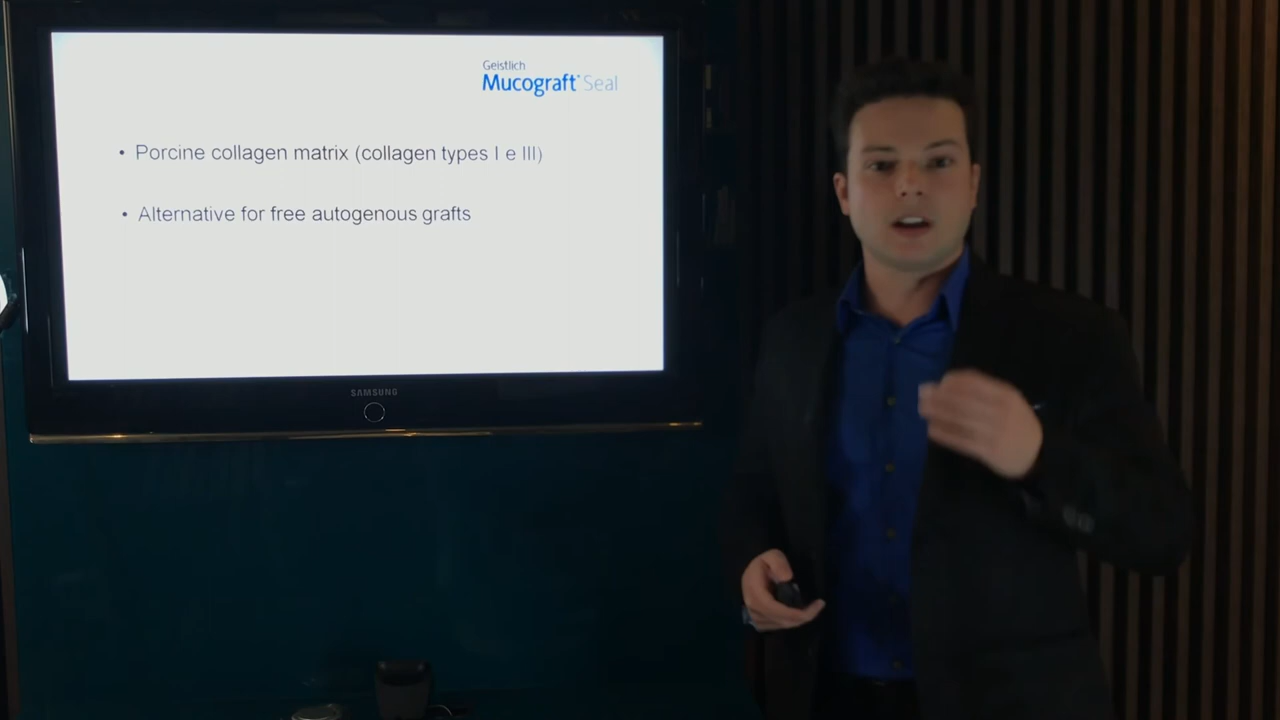 Geistlich
Mucograft® Seal
• Porcine collagen matrix (collagen types I e III)
• Alternative for free autogenous grafts
SAMSUNG